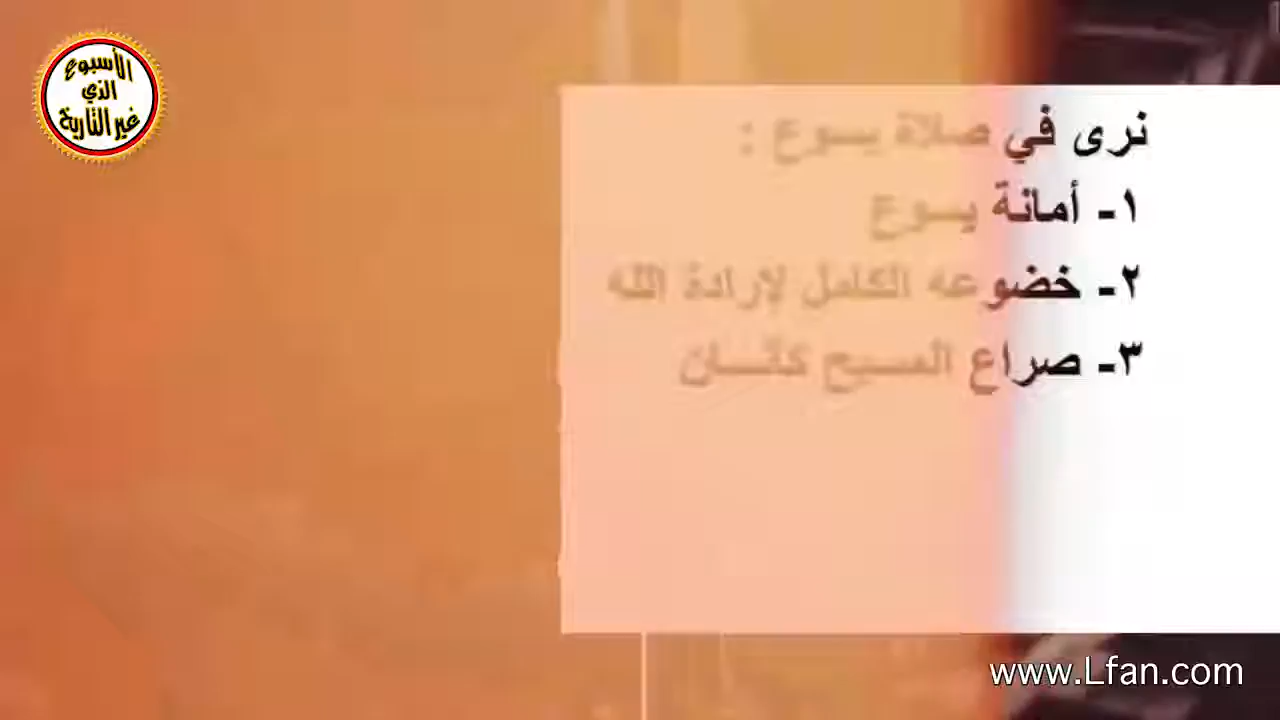 الأسبوع
الذي
غير التاريخ
نرى في صلاة يسوع :
١- أمانة يسوع
٢- خضوعه الكامل لإرادة الله
٣- صراع المسيح كأنسان
www.Lfan.com